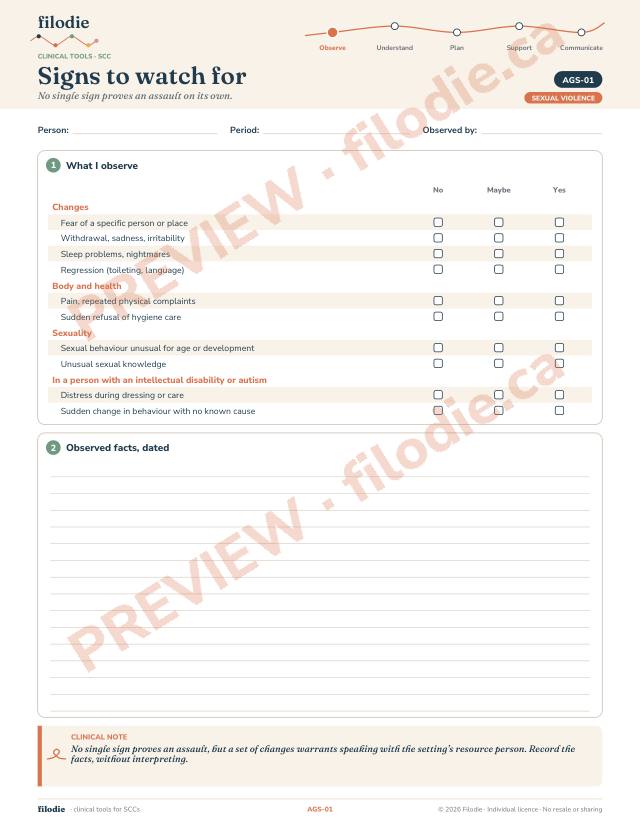 filodie
CLINICAL TOOLS · SCC
Observe Understand Plan Support Communicate
Signs to watch for
AGS-01
No single sign proves an assault on its own.
SEXUAL VIOLENCE
Person: Period: Observed by:
1 What I observe
No Maybe Yes
Changes
Fear of a specific person or place
Withdrawal, sadness, irritability
Sleep problems, nightmares
Regression (toileting, language)
Body and health
Pain, repeated physical complaints
Sudden refusal of hygiene care
Sexuality
Sexual behaviour unusual for age or development
Unusual sexual knowledge
In a person with an intellectual disability or autism
Distress during dressing or care
Sudden change in behaviour with no known cause
PREVIEW · filodie.ca
2 Observed facts, dated
PREVIEW · filodie.ca
CLINICAL NOTE
No single sign proves an assault, but a set of changes warrants speaking with the setting's resource person. Record the
facts, without interpreting.
filodie · clinical tools for SCCs AGS-01 © 2026 Filodie · Individual licence · No resale or sharing